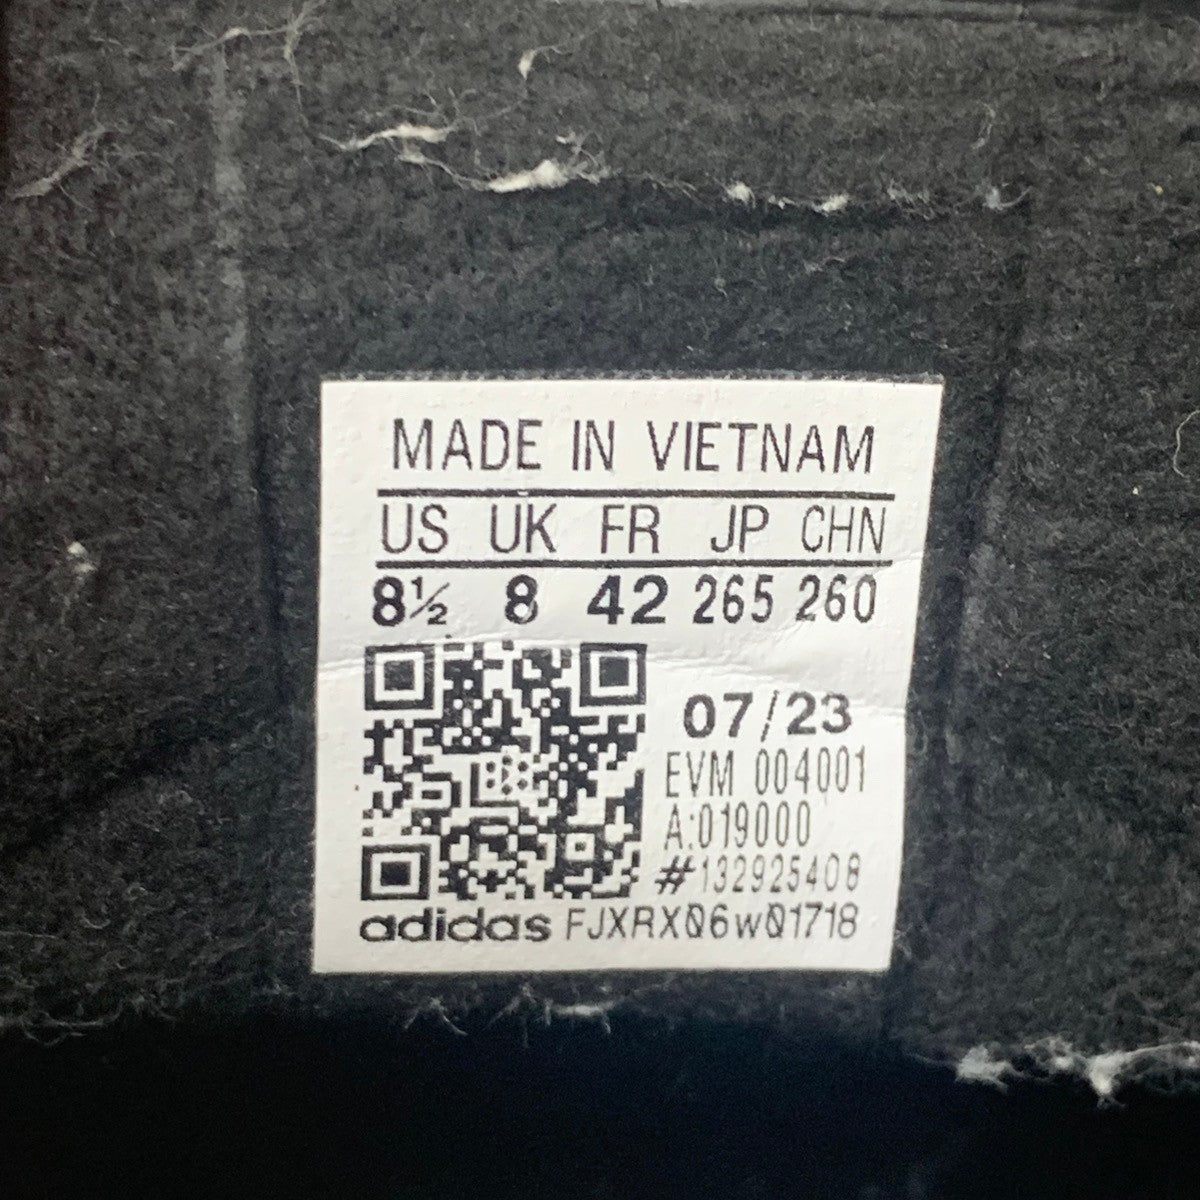 MADE IN VIETNAM
US UK FR JP CHN
8½ 8 42 265 260
07/23
EVM 004001
A:019000
#132925408
adidas FJXRX06w01718